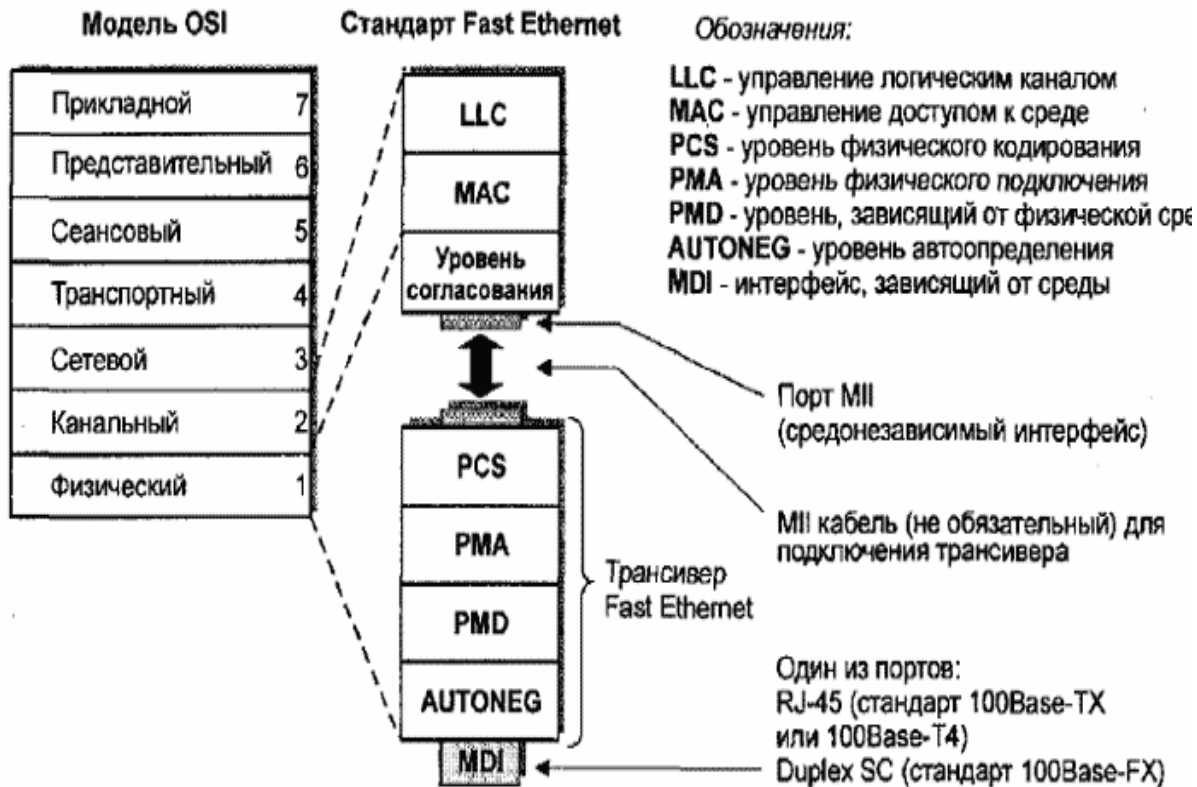 Модель OSI
Стандарт Fast Ethernet
Обозначения:
Прикладной 7
Представительный 6
Сеансовый 5
Транспортный 4
Сетевой 3
Канальный 2
Физический 1
LLC
MAC
Уровень
согласования
PCS
PMA
PMD
AUTONEG
MDI
LLC - управление логическим каналом
MAC - управление доступом к среде
PCS - уровень физического кодирования
PMA - уровень физического подключения
PMD - уровень, зависящий от физической сре
AUTONEG - уровень автоопределения
MDI - интерфейс, зависящий от среды
Порт MII
(средонезависимый интерфейс)
MII кабель (не обязательный) для
подключения трансивера
Трансивер
Fast Ethernet
Один из портов:
RJ-45 (стандарт 100Base-TX
или 100Base-T4)
Duplex SC (стандарт 100Base-FX)